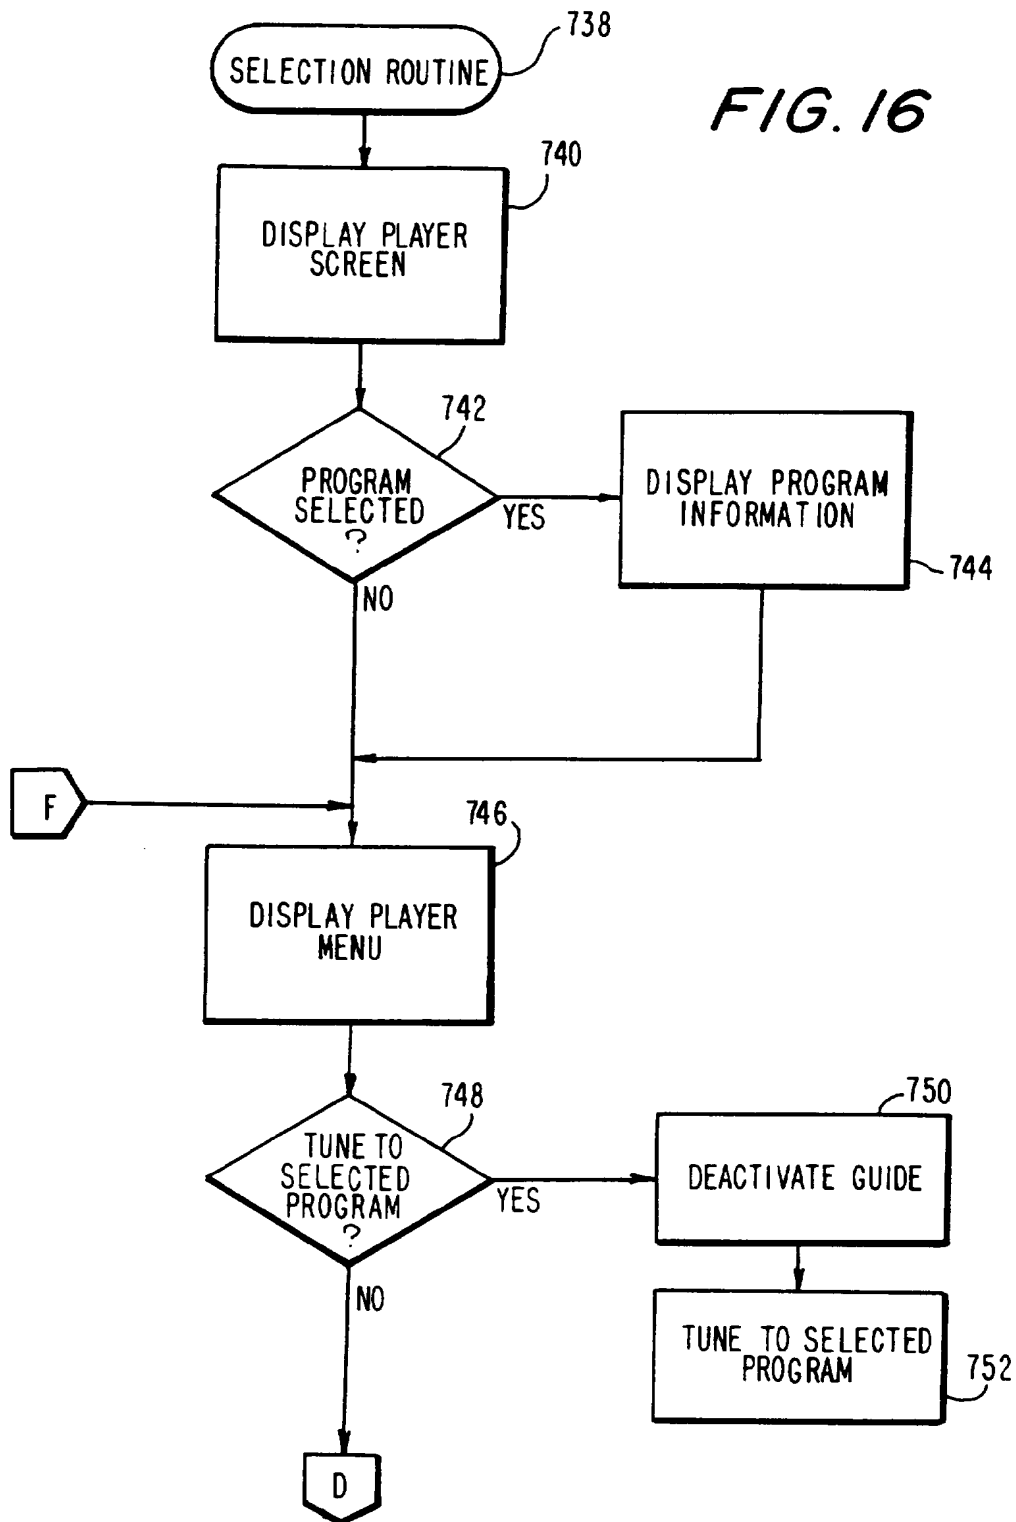 738
SELECTION ROUTINE
FIG. 16
740
DISPLAY PLAYER
SCREEN
742
PROGRAM
SELECTED
?
YES
NO
DISPLAY PROGRAM
INFORMATION
744
F
746
DISPLAY PLAYER
MENU
748
TUNE TO
SELECTED
PROGRAM
?
YES
NO
750
DEACTIVATE GUIDE
TUNE TO SELECTED
PROGRAM
752
D